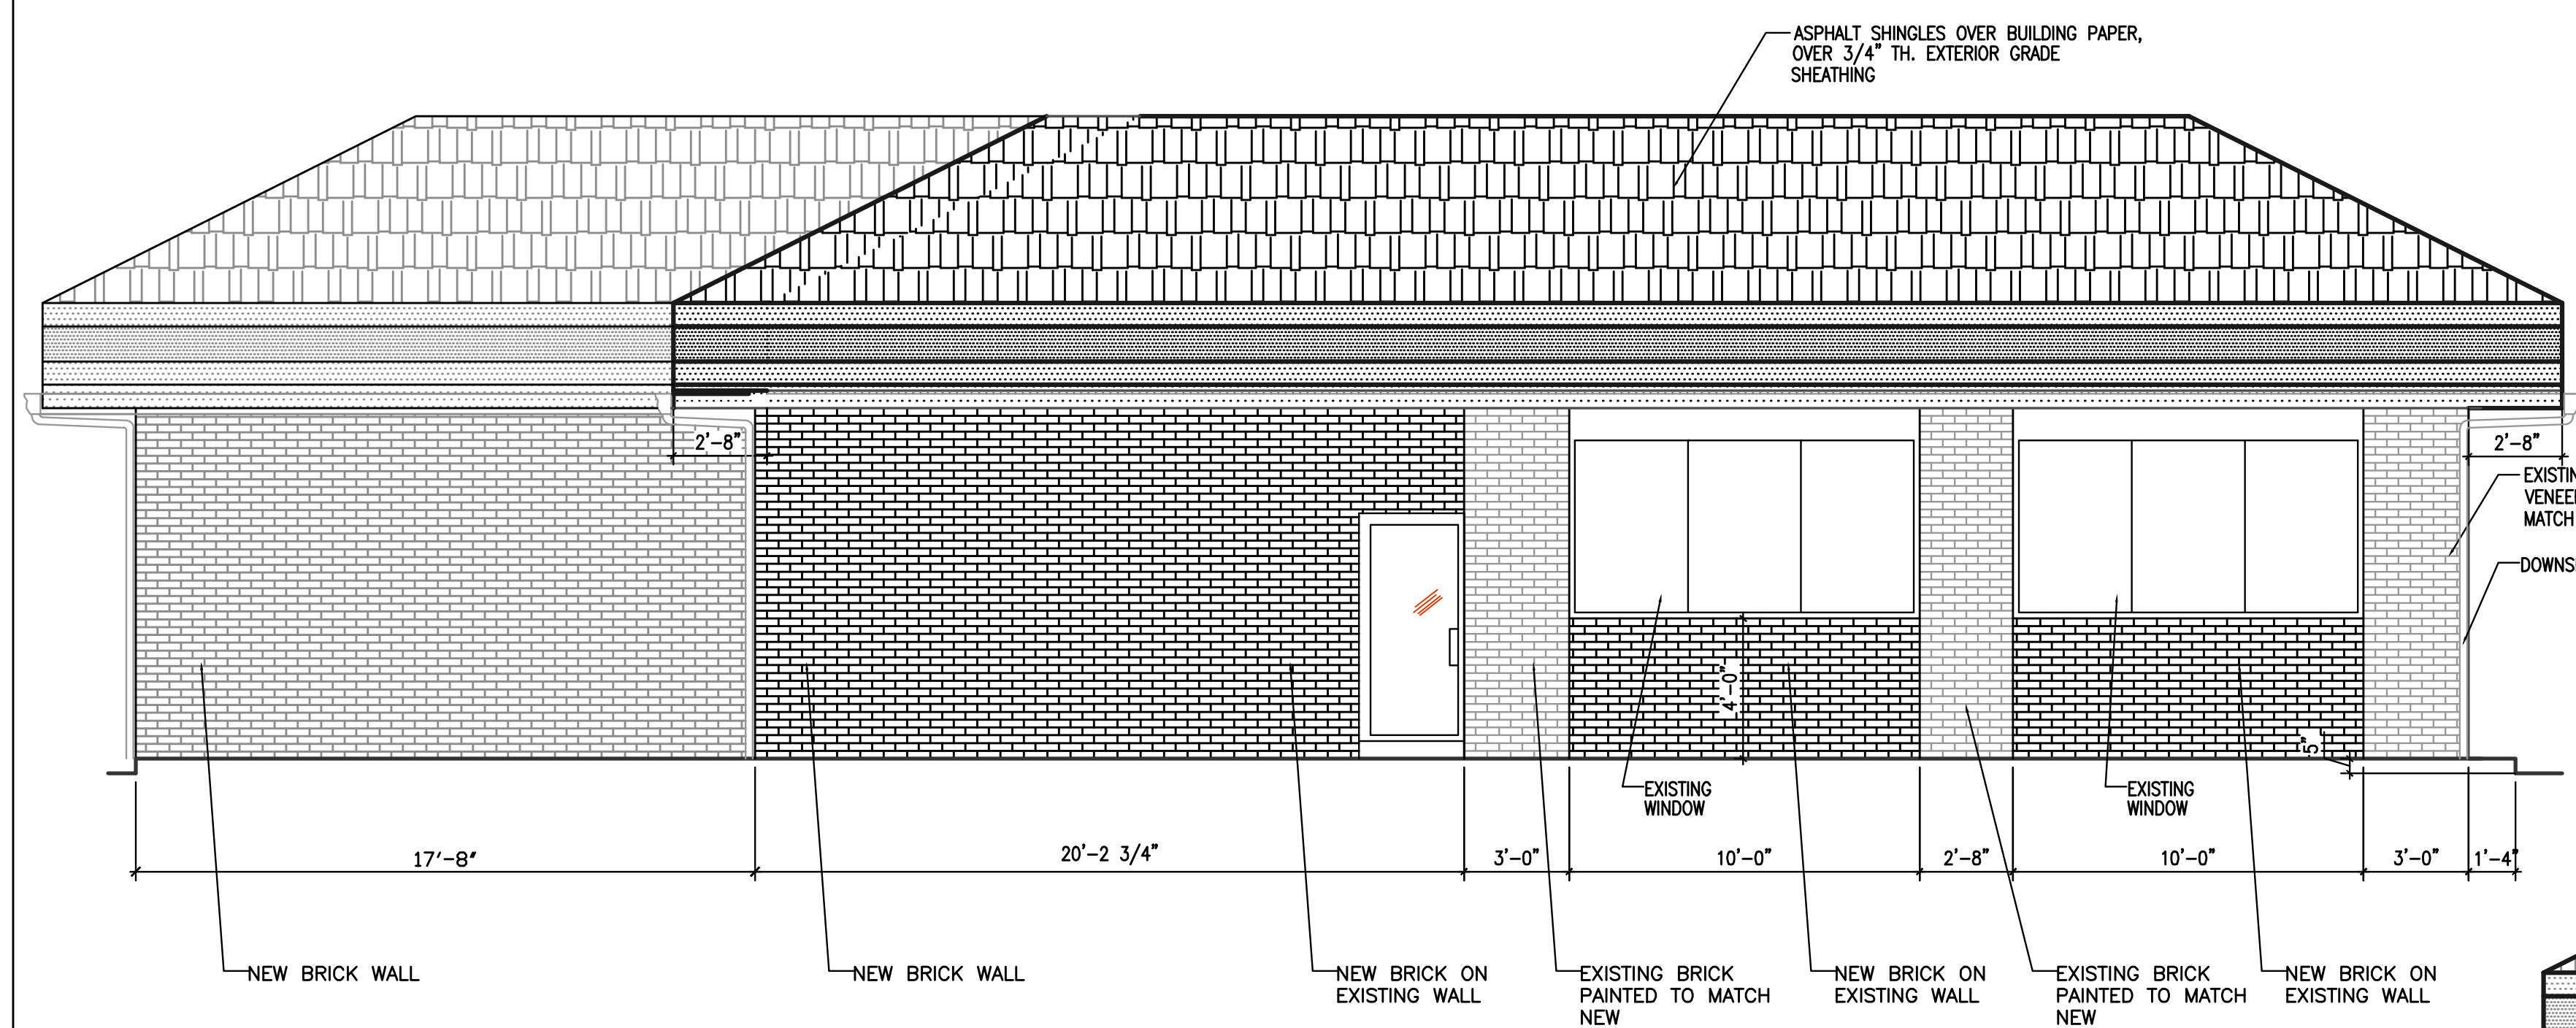 ASPHALT SHINGLES OVER BUILDING PAPER,
OVER 3/4" TH. EXTERIOR GRADE
SHEATHING
2'-8"
2'-8"
MATCH
4'-0"
5"
EXISTING
WINDOW
EXISTING
WINDOW
17'-8"
20'-2 3/4"
3'-0"
10'-0"
2'-8"
10'-0"
3'-0"
1'-4"
NEW BRICK WALL
NEW BRICK WALL
NEW BRICK ON
EXISTING WALL
EXISTING BRICK
PAINTED TO MATCH
NEW
NEW BRICK ON
EXISTING WALL
EXISTING BRICK
PAINTED TO MATCH
NEW
NEW BRICK ON
EXISTING WALL